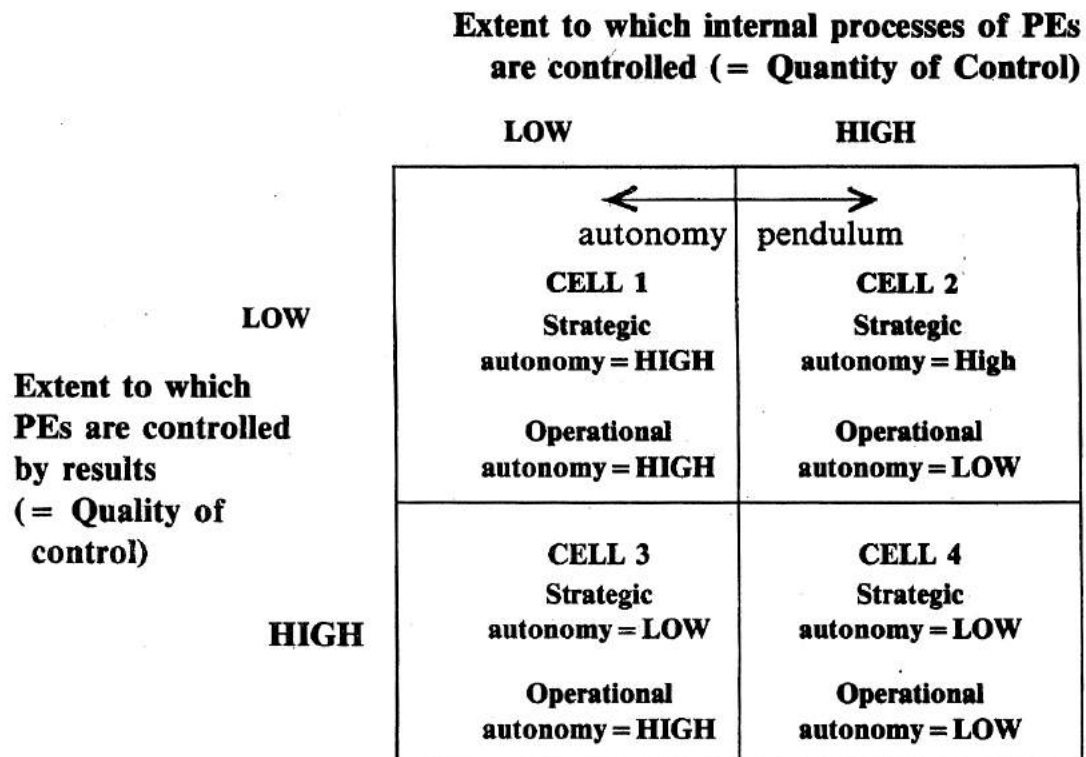 Extent to which internal processes of PEs
are controlled (= Quantity of Control)
LOW HIGH
autonomy pendulum
CELL 1 CELL 2
LOW
Strategic Strategic
autonomy=HIGH autonomy=High
Extent to which
PEs are controlled
by results
(= Quality of
control)
Operational Operational
autonomy=HIGH autonomy=LOW
CELL 3 CELL 4
Strategic Strategic
HIGH
autonomy=LOW autonomy=LOW
Operational Operational
autonomy=HIGH autonomy=LOW